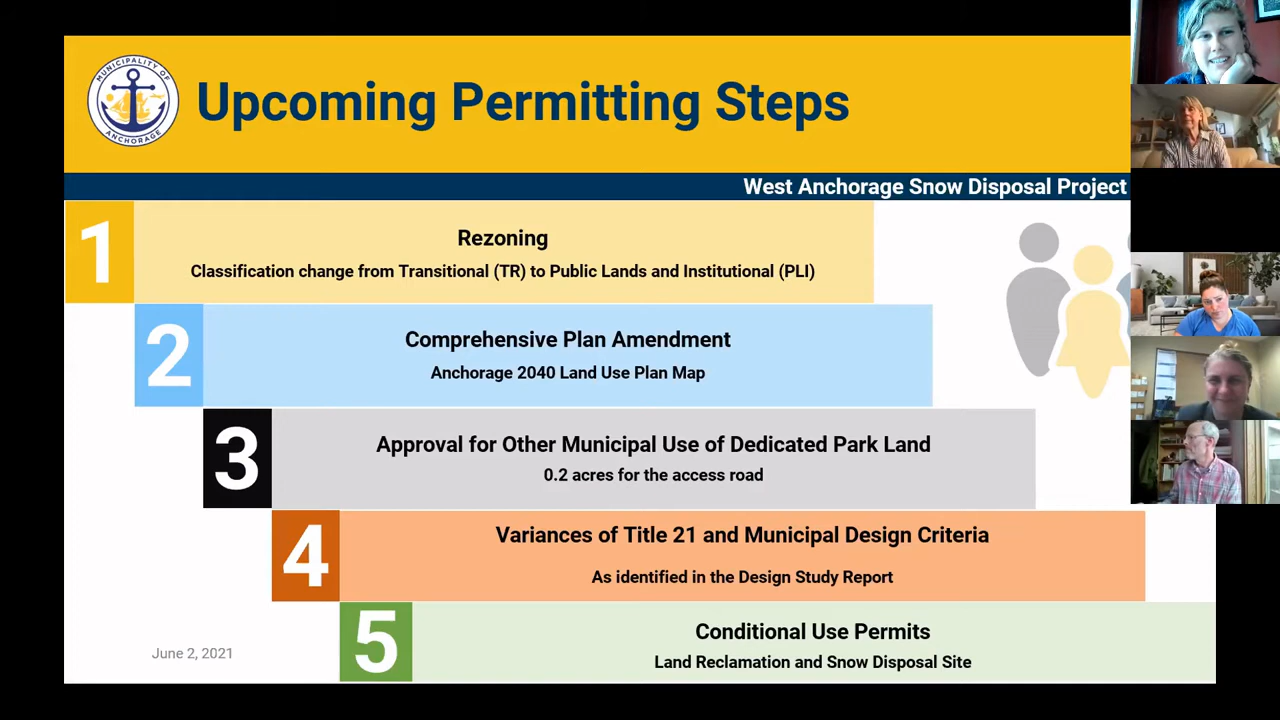 MUNICIPALITY OF
ANCHORAGE
Upcoming Permitting Steps
West Anchorage Snow Disposal Project
1
Rezoning
Classification change from Transitional (TR) to Public Lands and Institutional (PLI)
2
Comprehensive Plan Amendment
Anchorage 2040 Land Use Plan Map
3
Approval for Other Municipal Use of Dedicated Park Land
0.2 acres for the access road
4
Variances of Title 21 and Municipal Design Criteria
As identified in the Design Study Report
5
Conditional Use Permits
Land Reclamation and Snow Disposal Site
June 2, 2021